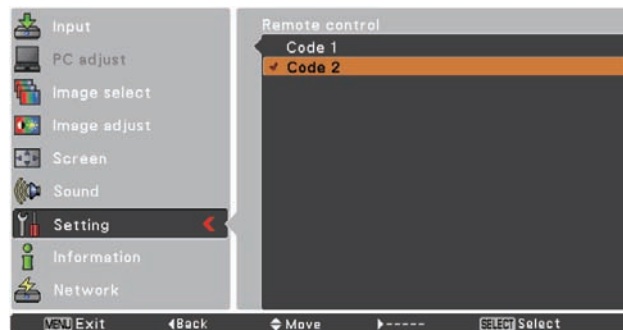 Input
PC adjust
Image select
Image adjust
Screen
Sound
Setting
Information
Network
Remote control
Code 1
Code 2
MENU Exit ◀Back Move ▶----- SELECT Select